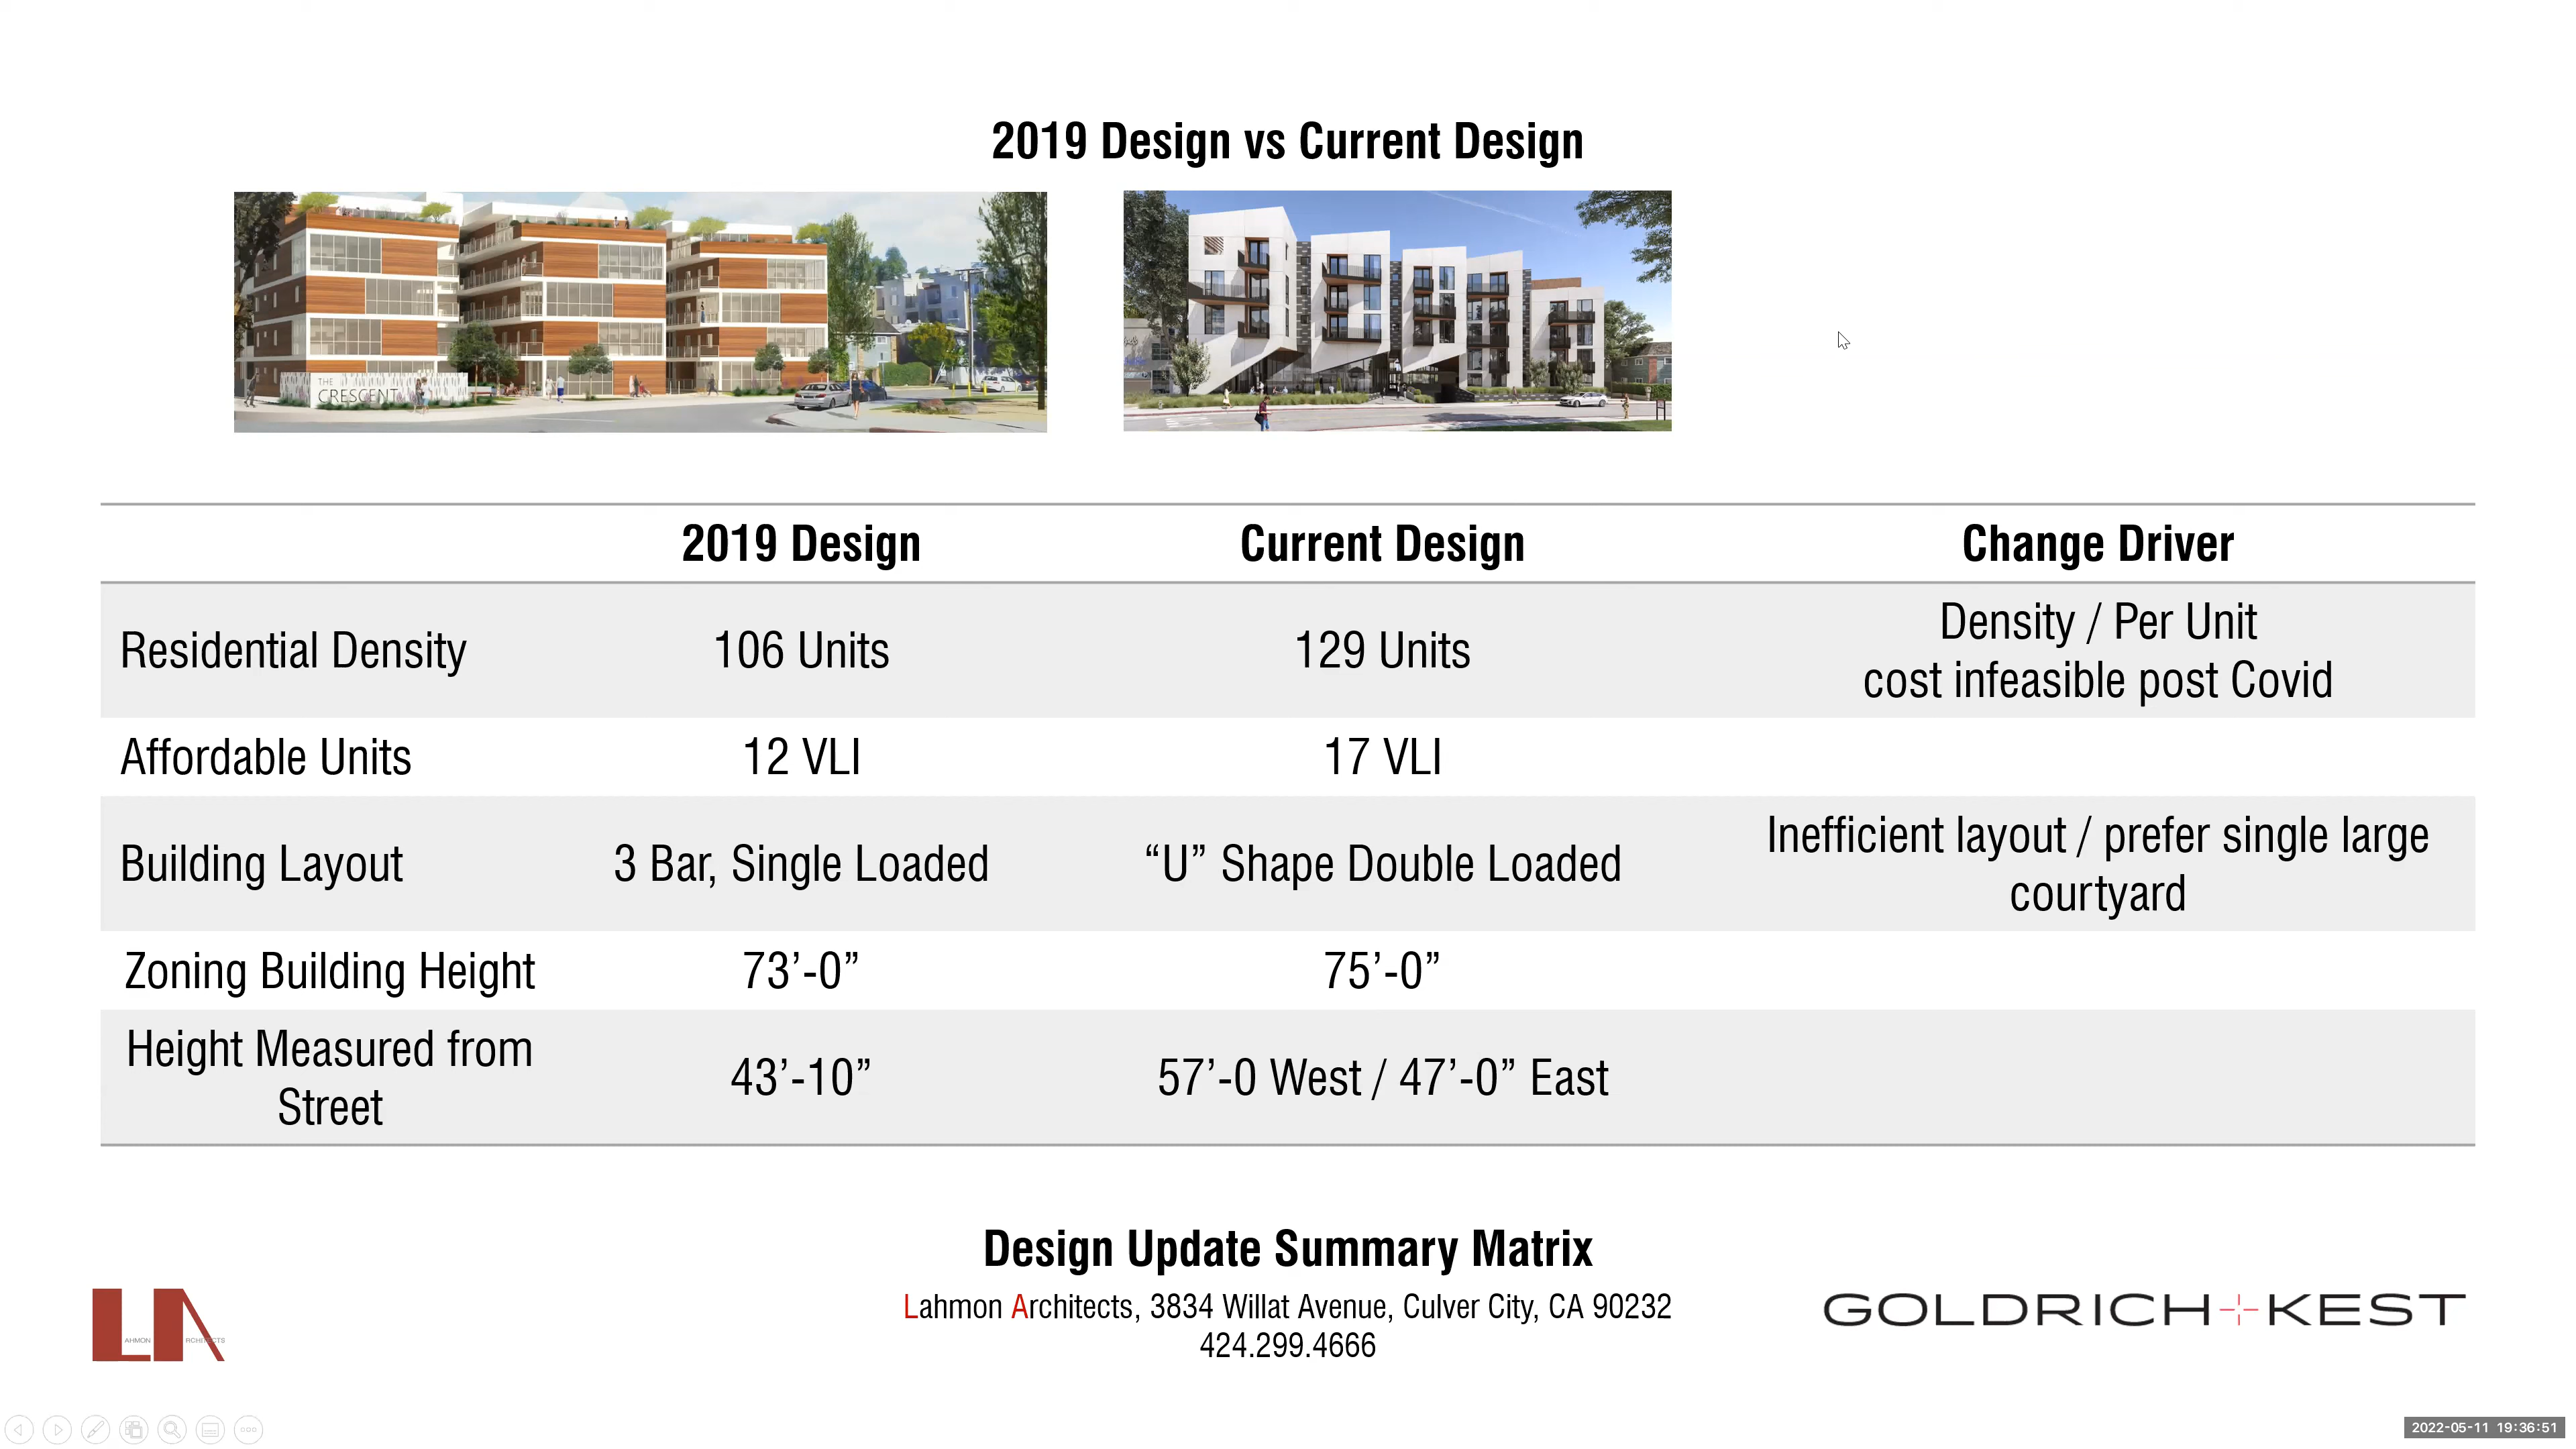 2019 Design vs Current Design
THE
CRESCENT
2019 Design
Current Design
Change Driver
Residential Density
106 Units
129 Units
Density / Per Unit
cost infeasible post Covid
Affordable Units
12 VLI
17 VLI
Building Layout
3 Bar, Single Loaded
“U” Shape Double Loaded
Inefficient layout / prefer single large
courtyard
Zoning Building Height
73’-0”
75’-0”
Height Measured from
Street
43’-10”
57’-0 West / 47’-0” East
Design Update Summary Matrix
Lahmon Architects, 3834 Willat Avenue, Culver City, CA 90232
424.299.4666
LAHMON ARCHITECTS
GOLDRICH+KEST
2022-05-11 19:36:51